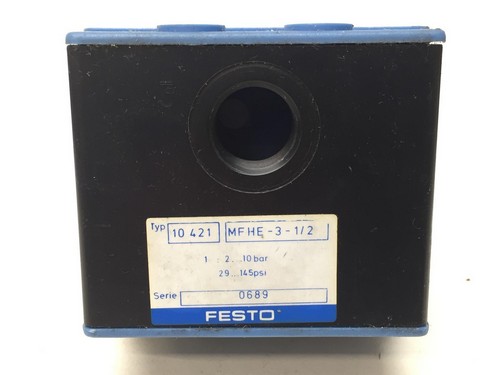 Typ 10 421 MFHE-3-1/2
1 2...10 bar
29...145psi
Serie 0689
FESTO